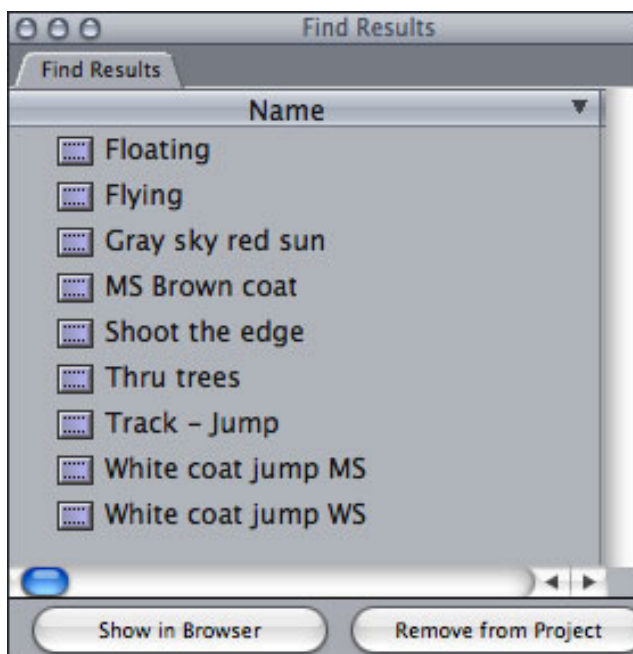 Find Results
Find Results
Name
Floating
Flying
Gray sky red sun
MS Brown coat
Shoot the edge
Thru trees
Track – Jump
White coat jump MS
White coat jump WS
Show in Browser Remove from Project